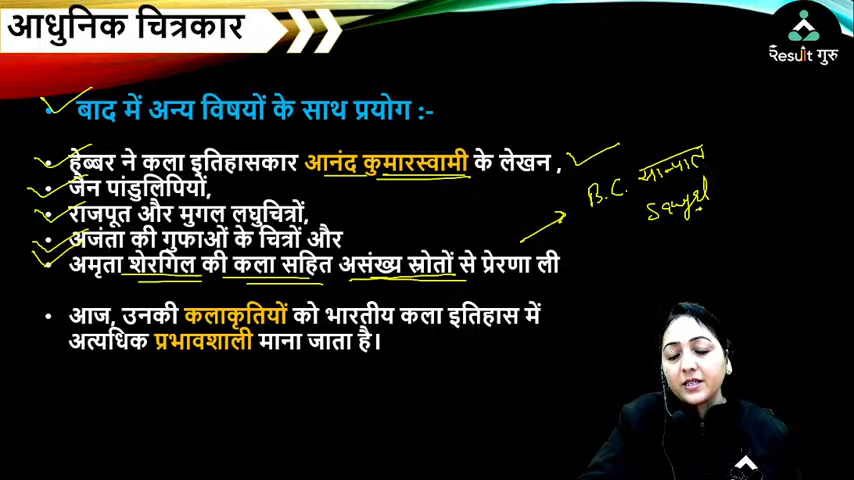 आधुनिक चित्रकार
Result गुरु
बाद में अन्य विषयों के साथ प्रयोग :-
हेब्बर ने कला इतिहासकार आनंद कुमारस्वामी के लेखन ,
जैन पांडुलिपियों,
राजपूत और मुगल लघुचित्रों,
अजंता की गुफाओं के चित्रों और
अमृता शेरगिल की कला सहित असंख्य स्रोतों से प्रेरणा ली
B.C. सान्याल
Sanyal
आज, उनकी कलाकृतियों को भारतीय कला इतिहास में
अत्यधिक प्रभावशाली माना जाता है।